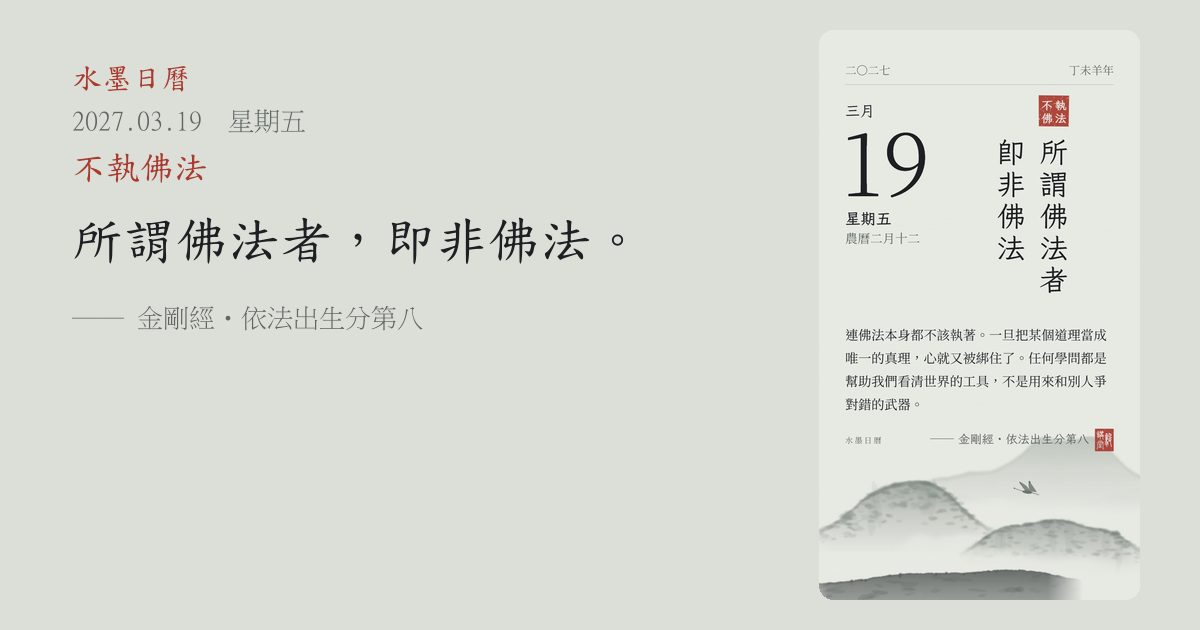 水墨日曆
2027.03.19 星期五
不執佛法
所謂佛法者，即非佛法。
—— 金剛經・依法出生分第八
二〇二七
丁未羊年
三月
19
星期五
農曆二月十二
不執佛法
所謂佛法者
即非佛法
連佛法本身都不該執著。一旦把某個道理當成
唯一的真理，心就又被綁住了。任何學問都是
幫助我們看清世界的工具，不是用來和別人爭
對錯的武器。
水墨日曆
—— 金剛經・依法出生分第八